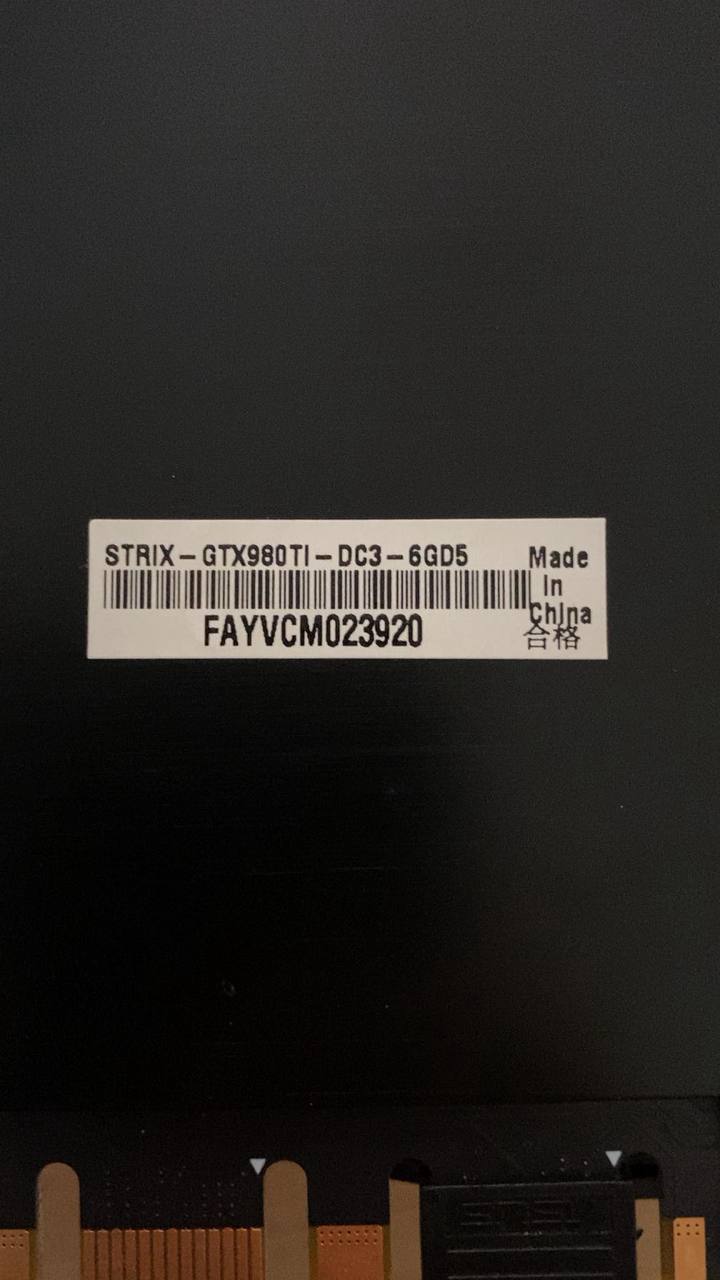 STRIX-GTX980TI-DC3-6GD5
FAYVCM023920
Made
In
China
合格